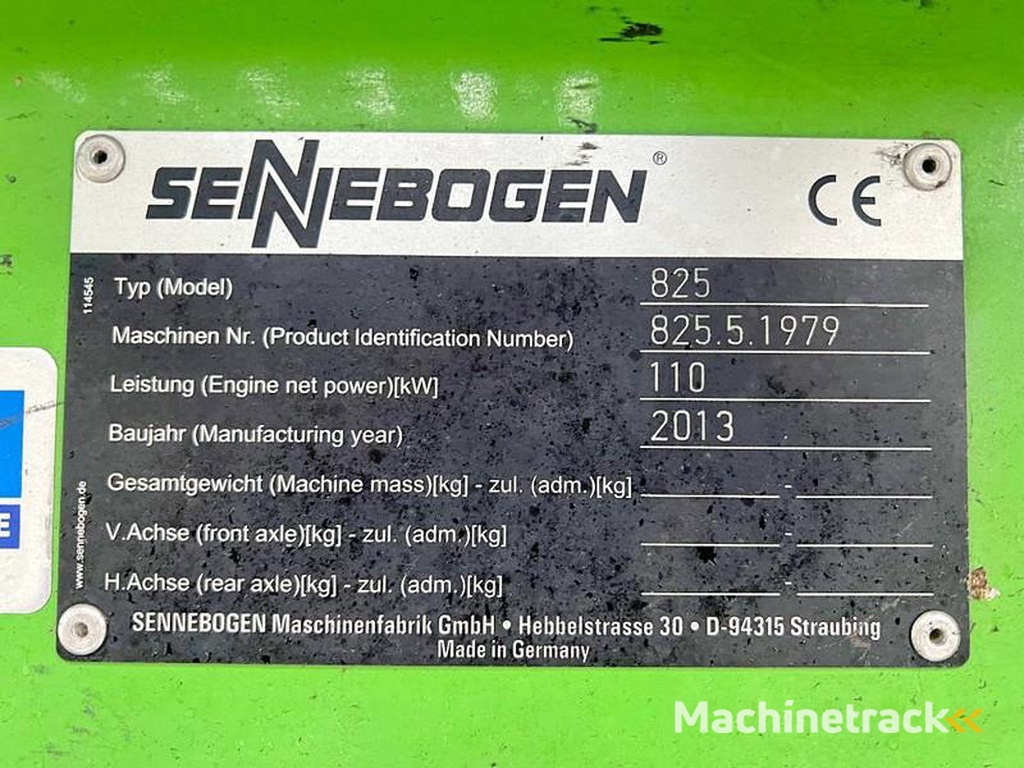 SENNEBOGEN ®
CE
114545
Typ (Model) 825
Maschinen Nr. (Product Identification Number) 825.5.1979
Leistung (Engine net power)[kW] 110
Baujahr (Manufacturing year) 2013
Gesamtgewicht (Machine mass)[kg] - zul. (adm.)[kg] -
V.Achse (front axle)[kg] - zul. (adm.)[kg] -
H.Achse (rear axle)[kg] - zul. (adm.)[kg] -
www.sennebogen.de
SENNEBOGEN Maschinenfabrik GmbH • Hebbelstrasse 30 • D-94315 Straubing
Made in Germany
E
Machinetrack